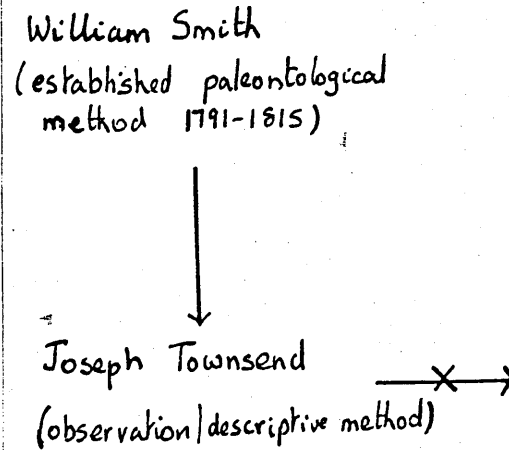 William Smith
(established paleontological
method 1791-1815)
Joseph Townsend
(observation/descriptive method)